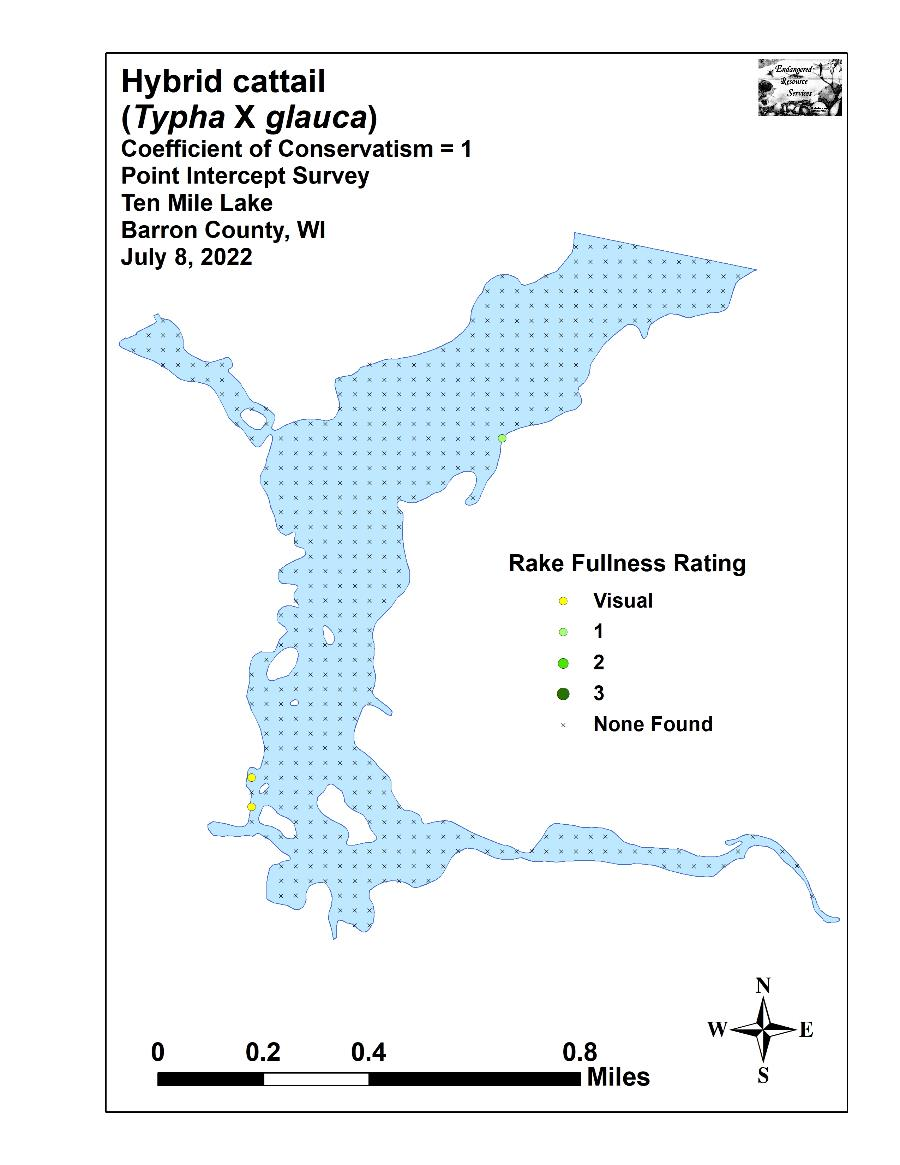 Hybrid cattail
(Typha X glauca)
Coefficient of Conservatism = 1
Point Intercept Survey
Ten Mile Lake
Barron County, WI
July 8, 2022
Endangered
Resource
Services
Rake Fullness Rating
Visual
1
2
3
None Found
N
W E
S
0 0.2 0.4 0.8
Miles